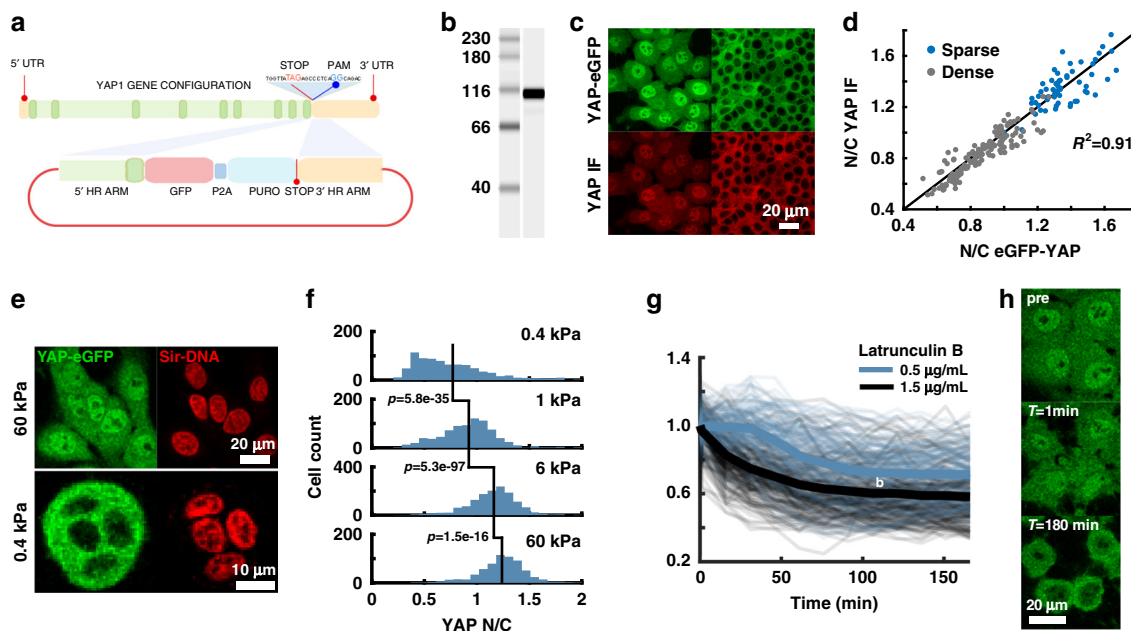 a
5′ UTR
YAP1 GENE CONFIGURATION
STOP
PAM
3′ UTR
TGGTTATAGAGCCCTCAGGCAGAC
5′ HR ARM
GFP
P2A
PURO
STOP
3′ HR ARM
b
230
180
116
66
40
c
YAP-eGFP
YAP IF
20 μm
d
Sparse
Dense
R²=0.91
N/C YAP IF
1.6
1.2
0.8
0.4
0.4
0.8
1.2
1.6
N/C eGFP-YAP
e
YAP-eGFP
Sir-DNA
60 kPa
20 μm
0.4 kPa
10 μm
f
200
0.4 kPa
0
p=5.8e-35
200
1 kPa
0
p=5.3e-97
400
6 kPa
0
p=1.5e-16
200
60 kPa
0
Cell count
0
0.5
1
1.5
2
YAP N/C
g
Latrunculin B
0.5 μg/mL
1.5 μg/mL
1.4
1.0
0.6
0.2
b
0
50
100
150
Time (min)
h
pre
T=1min
T=180 min
20 μm